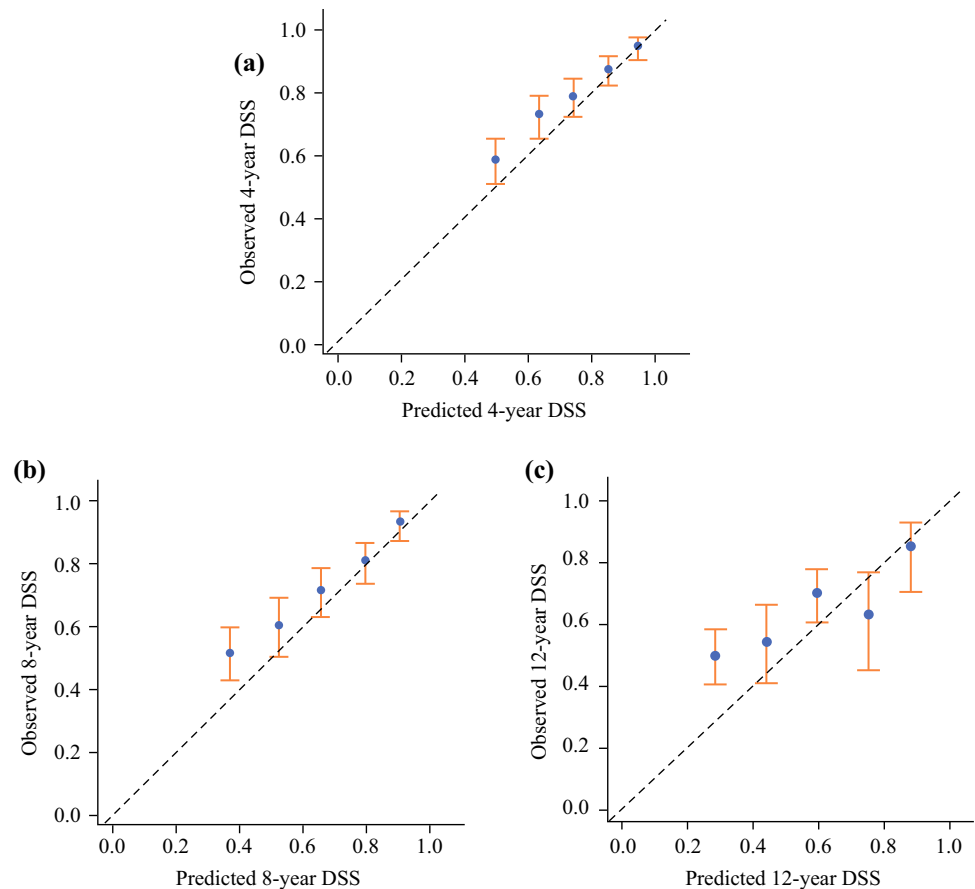 (a)
Observed 4-year DSS
1.0
0.8
0.6
0.4
0.2
0.0
0.0 0.2 0.4 0.6 0.8 1.0
Predicted 4-year DSS
(b)
Observed 8-year DSS
1.0
0.8
0.6
0.4
0.2
0.0
0.0 0.2 0.4 0.6 0.8 1.0
Predicted 8-year DSS
(c)
Observed 12-year DSS
1.0
0.8
0.6
0.4
0.2
0.0
0.0 0.2 0.4 0.6 0.8 1.0
Predicted 12-year DSS